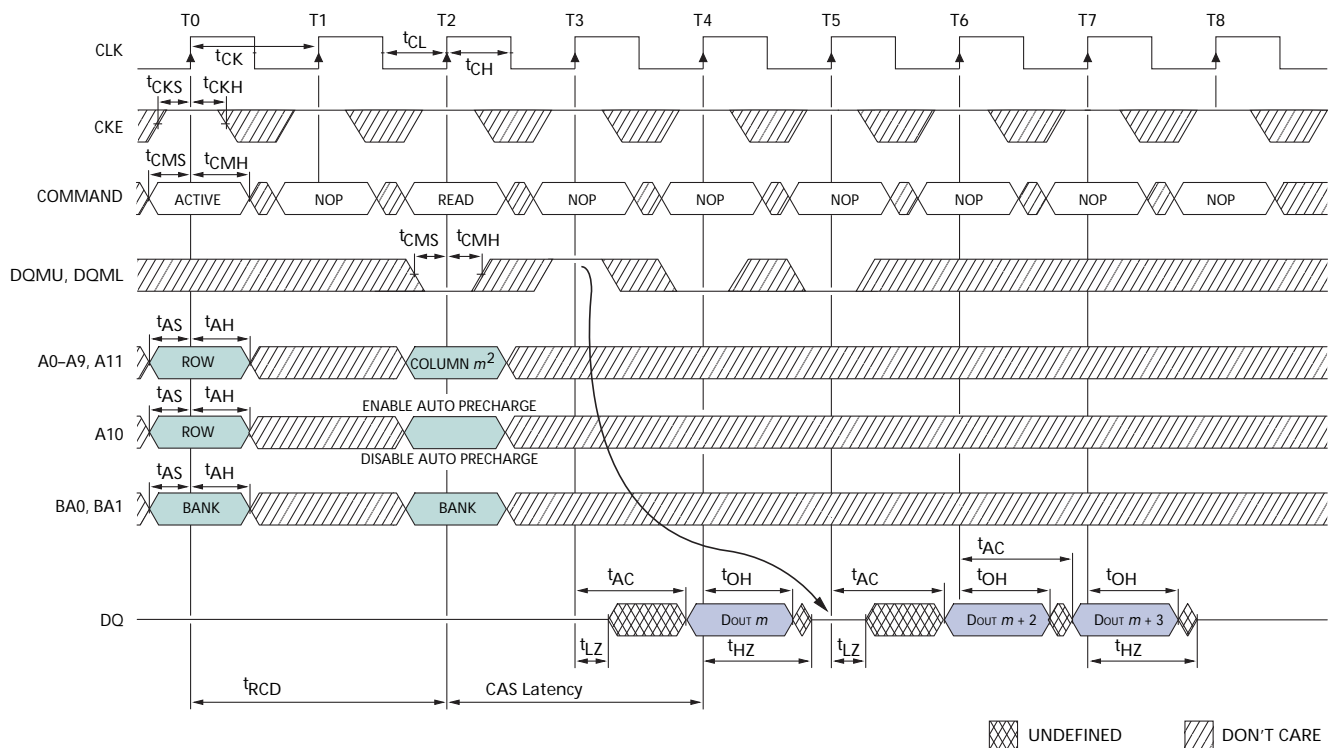 T0 T1 T2 T3 T4 T5 T6 T7 T8
CLK
tCK tCL tCH
tCKS tCKH
CKE
tCMS tCMH
COMMAND ACTIVE NOP READ NOP NOP NOP NOP NOP NOP
tCMS tCMH
DQMU, DQML
tAS tAH
A0–A9, A11 ROW COLUMN m2
tAS tAH ENABLE AUTO PRECHARGE
A10 ROW
DISABLE AUTO PRECHARGE
tAS tAH
BA0, BA1 BANK BANK
tAC
tAC tOH tAC tOH tOH
DQ DOUT m DOUT m + 2 DOUT m + 3
tLZ tHZ tLZ tHZ
tRCD CAS Latency
UNDEFINED DON'T CARE